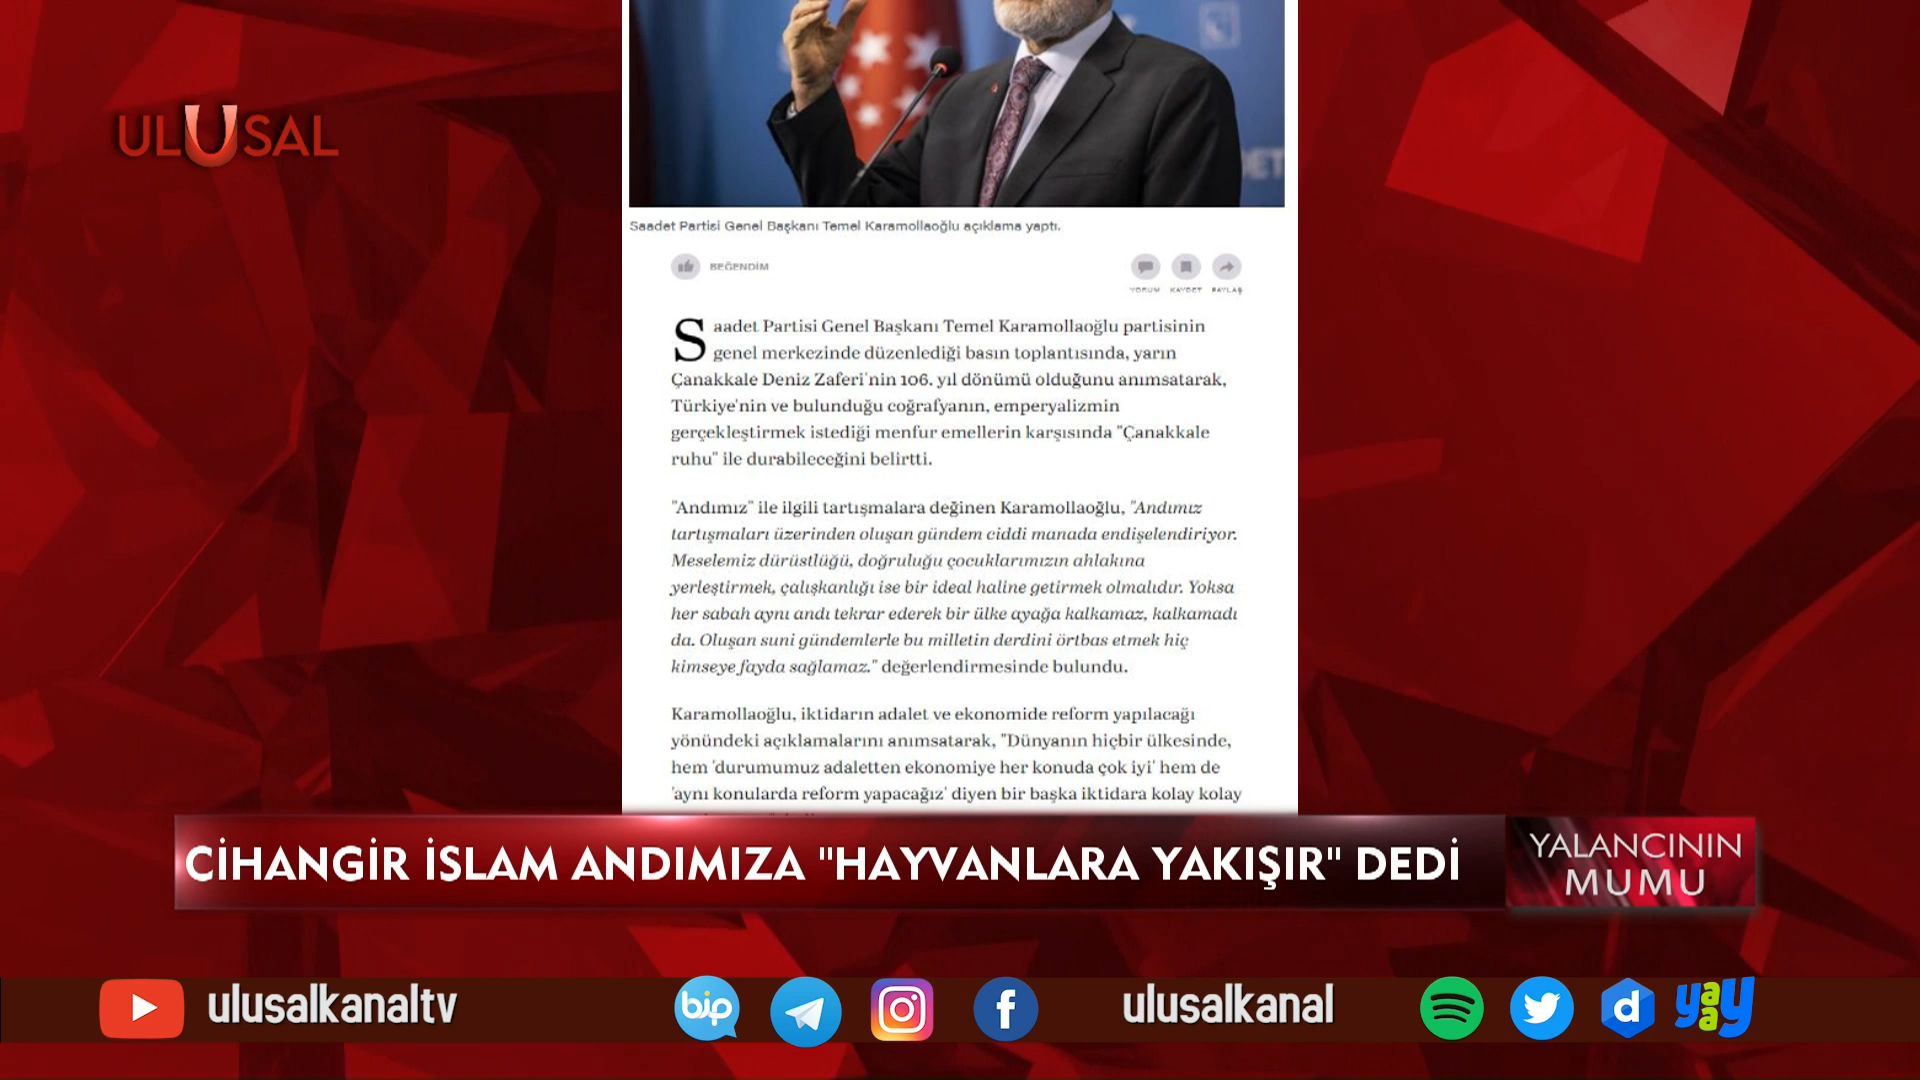 ULUSAL
DET
Saadet Partisi Genel Başkanı Temel Karamollaoğlu açıklama yaptı.
BEĞENDİM
YORUM KAYDET PAYLAŞ
Saadet Partisi Genel Başkanı Temel Karamollaoğlu partisinin
genel merkezinde düzenlediği basın toplantısında, yarın
Çanakkale Deniz Zaferi'nin 106. yıl dönümü olduğunu anımsatarak,
Türkiye'nin ve bulunduğu coğrafyanın, emperyalizmin
gerçekleştirmek istediği menfur emellerin karşısında "Çanakkale
ruhu" ile durabileceğini belirtti.
"Andımız" ile ilgili tartışmalara değinen Karamollaoğlu, "Andımız
tartışmaları üzerinden oluşan gündem ciddi manada endişelendiriyor.
Meselemiz dürüstlüğü, doğruluğu çocuklarımızın ahlakına
yerleştirmek, çalışkanlığı ise bir ideal haline getirmek olmalıdır. Yoksa
her sabah aynı andı tekrar ederek bir ülke ayağa kalkamaz, kalkamadı
da. Oluşan suni gündemlerle bu milletin derdini örtbas etmek hiç
kimseye fayda sağlamaz." değerlendirmesinde bulundu.
Karamollaoğlu, iktidarın adalet ve ekonomide reform yapılacağı
yönündeki açıklamalarını anımsatarak, "Dünyanın hiçbir ülkesinde,
hem 'durumumuz adaletten ekonomiye her konuda çok iyi' hem de
'aynı konularda reform yapacağız' diyen bir başka iktidara kolay kolay
CİHANGİR İSLAM ANDIMIZA "HAYVANLARA YAKIŞIR" DEDİ
YALANCININ
MUMU
ulusalkanaltv
bip
ulusalkanal
d
yaay